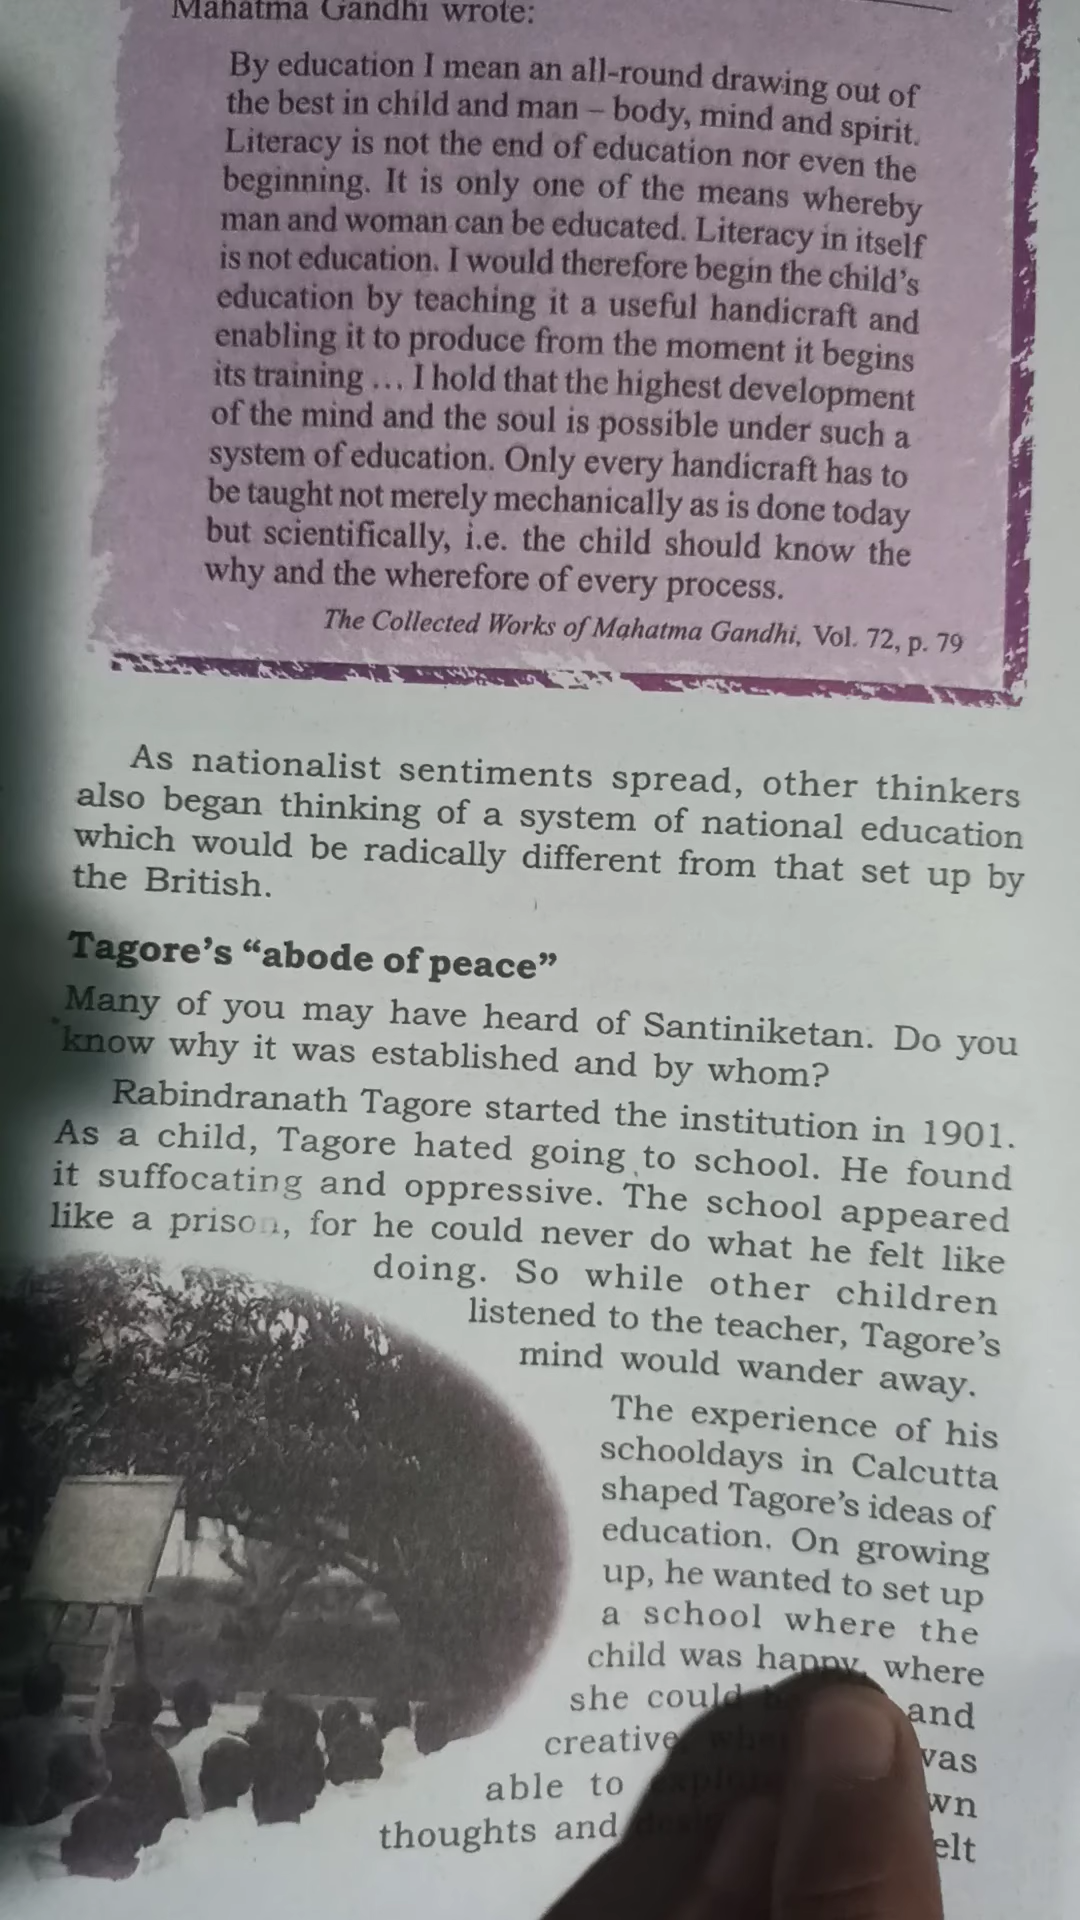 Mahatma Gandhi wrote:
By education I mean an all-round drawing out of
the best in child and man – body, mind and spirit.
Literacy is not the end of education nor even the
beginning. It is only one of the means whereby
man and woman can be educated. Literacy in itself
is not education. I would therefore begin the child's
education by teaching it a useful handicraft and
enabling it to produce from the moment it begins
its training ... I hold that the highest development
of the mind and the soul is possible under such a
system of education. Only every handicraft has to
be taught not merely mechanically as is done today
but scientifically, i.e. the child should know the
why and the wherefore of every process.
The Collected Works of Mahatma Gandhi, Vol. 72, p. 79
As nationalist sentiments spread, other thinkers
also began thinking of a system of national education
which would be radically different from that set up by
the British.
Tagore's “abode of peace”
Many of you may have heard of Santiniketan. Do you
know why it was established and by whom?
Rabindranath Tagore started the institution in 1901.
As a child, Tagore hated going to school. He found
it suffocating and oppressive. The school appeared
like a prison, for he could never do what he felt like
doing. So while other children
listened to the teacher, Tagore's
mind would wander away.
The experience of his
schooldays in Calcutta
shaped Tagore's ideas of
education. On growing
up, he wanted to set up
a school where the
child was happy, where
she could and
creative, was
able to
thoughts and